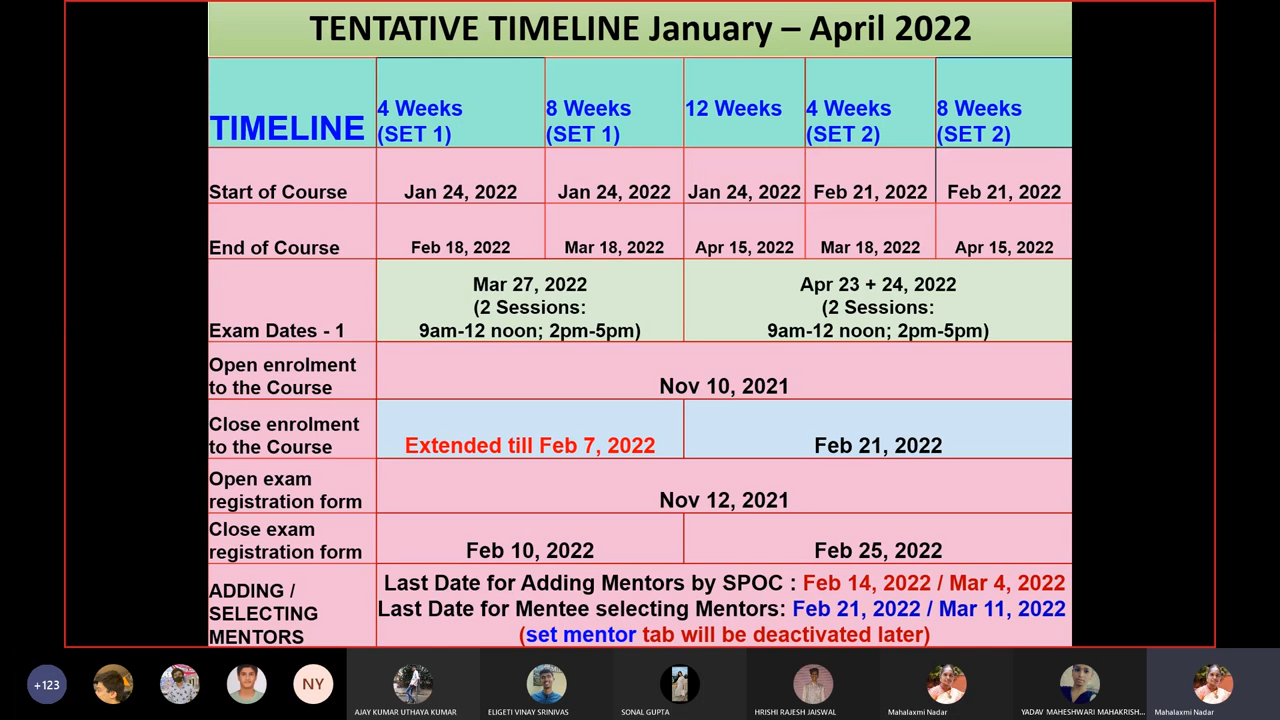 TENTATIVE TIMELINE January – April 2022
TIMELINE
4 Weeks
(SET 1)
8 Weeks
(SET 1)
12 Weeks
4 Weeks
(SET 2)
8 Weeks
(SET 2)
Start of Course
Jan 24, 2022
Jan 24, 2022
Jan 24, 2022
Feb 21, 2022
Feb 21, 2022
End of Course
Feb 18, 2022
Mar 18, 2022
Apr 15, 2022
Mar 18, 2022
Apr 15, 2022
Exam Dates - 1
Mar 27, 2022
(2 Sessions:
9am-12 noon; 2pm-5pm)
Apr 23 + 24, 2022
(2 Sessions:
9am-12 noon; 2pm-5pm)
Open enrolment
to the Course
Nov 10, 2021
Close enrolment
to the Course
Extended till Feb 7, 2022
Feb 21, 2022
Open exam
registration form
Nov 12, 2021
Close exam
registration form
Feb 10, 2022
Feb 25, 2022
ADDING /
SELECTING
MENTORS
Last Date for Adding Mentors by SPOC : Feb 14, 2022 / Mar 4, 2022
Last Date for Mentee selecting Mentors: Feb 21, 2022 / Mar 11, 2022
(set mentor tab will be deactivated later)
+123
NY
AJAY KUMAR UTHAYA KUMAR
ELIGETI VINAY SRINIVAS
SONAL GUPTA
HRISHI RAJESH JAISWAL
Mahalaxmi Nadar
YADAV MAHESHWARI MAHAKRISH...
Mahalaxmi Nadar